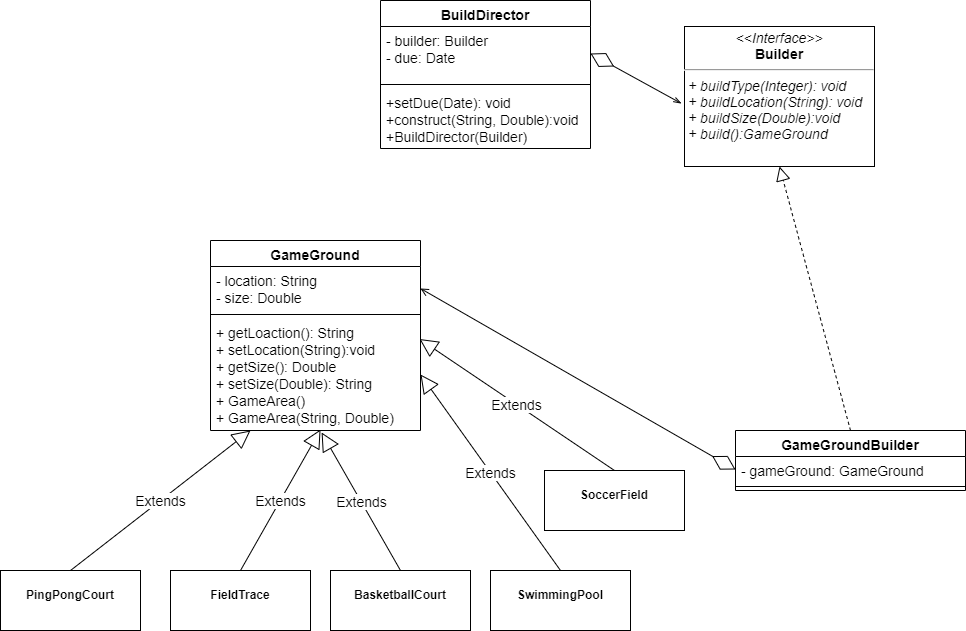 BuildDirector
- builder: Builder
- due: Date
+setDue(Date): void
+construct(String, Double):void
+BuildDirector(Builder)
<<Interface>>
Builder
+ buildType(Integer): void
+ buildLocation(String): void
+ buildSize(Double):void
+ build():GameGround
GameGround
- location: String
- size: Double
+ getLoaction(): String
+ setLocation(String):void
+ getSize(): Double
+ setSize(Double): String
+ GameArea()
+ GameArea(String, Double)
Extends
GameGroundBuilder
- gameGround: GameGround
Extends
SoccerField
Extends
Extends
Extends
PingPongCourt
FieldTrace
BasketballCourt
SwimmingPool